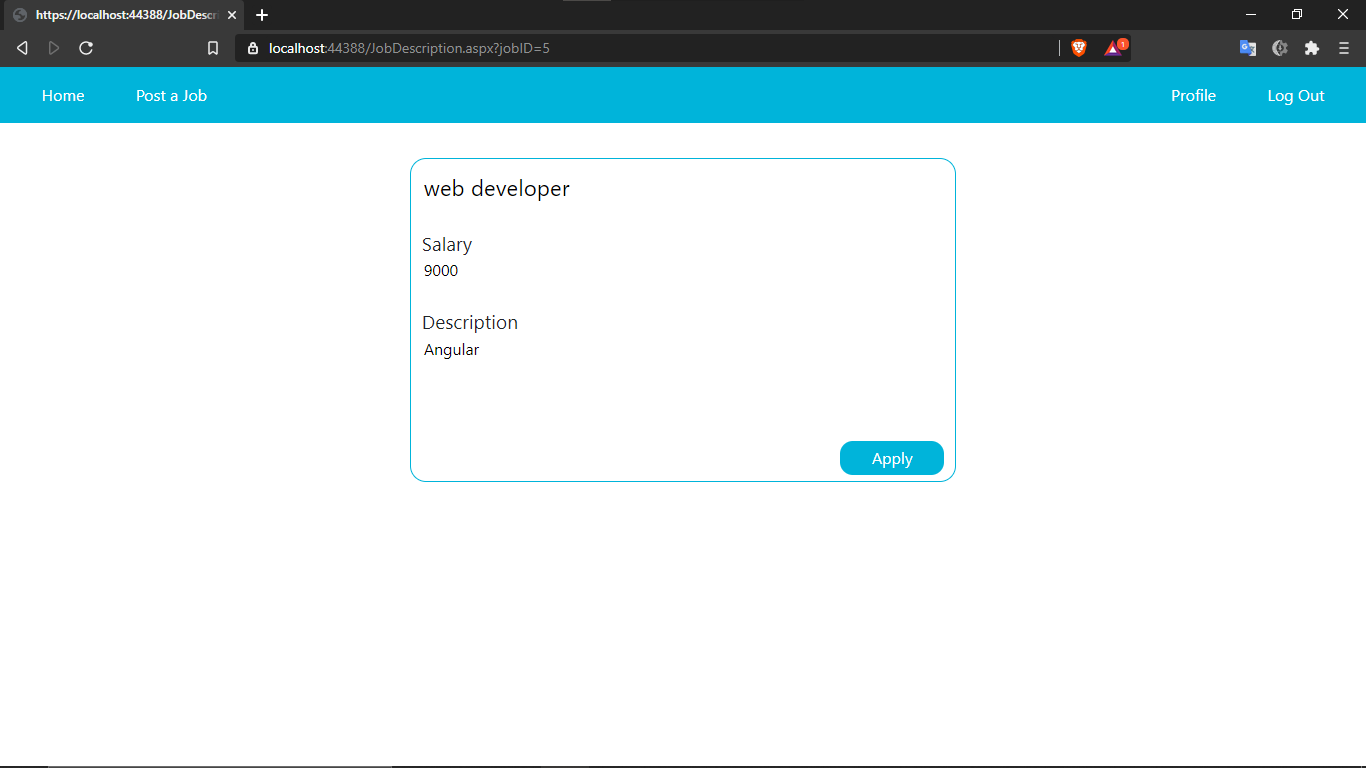 https://localhost:44388/JobDescri
localhost:44388/JobDescription.aspx?jobID=5
1
Home Post a Job Profile Log Out
web developer
Salary
9000
Description
Angular
Apply